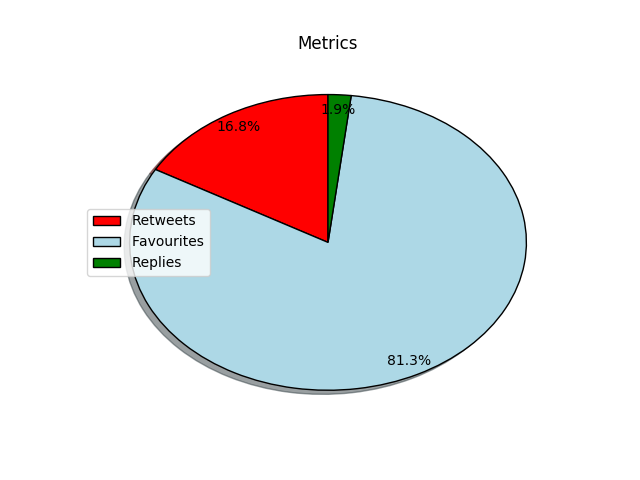 Metrics
1.9%
16.8%
Retweets
Favourites
Replies
81.3%